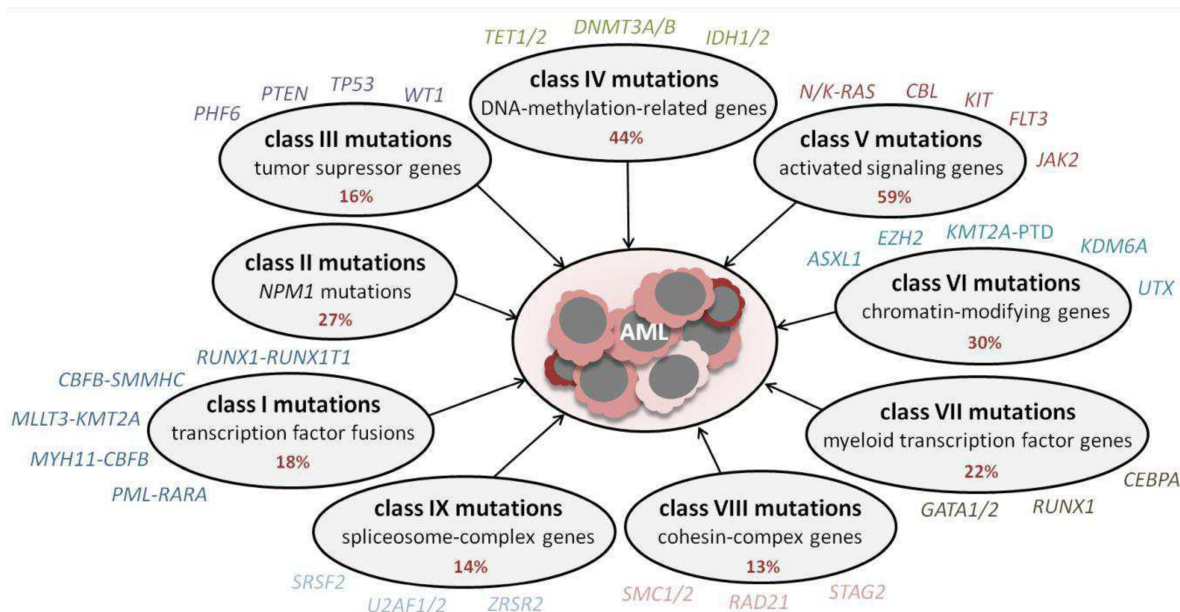 TET1/2 DNMT3A/B IDH1/2
class IV mutations
DNA-methylation-related genes
44%
PHF6 PTEN TP53 WT1
class III mutations
tumor supressor genes
16%
N/K-RAS CBL KIT FLT3 JAK2
class V mutations
activated signaling genes
59%
class II mutations
NPM1 mutations
27%
ASXL1 EZH2 KMT2A-PTD KDM6A UTX
class VI mutations
chromatin-modifying genes
30%
AML
RUNX1-RUNX1T1
CBFB-SMMHC
MLLT3-KMT2A
MYH11-CBFB
PML-RARA
class I mutations
transcription factor fusions
18%
class VII mutations
myeloid transcription factor genes
22%
GATA1/2 RUNX1 CEBPA
class IX mutations
spliceosome-complex genes
14%
SRSF2 U2AF1/2 ZRSR2
class VIII mutations
cohesin-compex genes
13%
SMC1/2 RAD21 STAG2